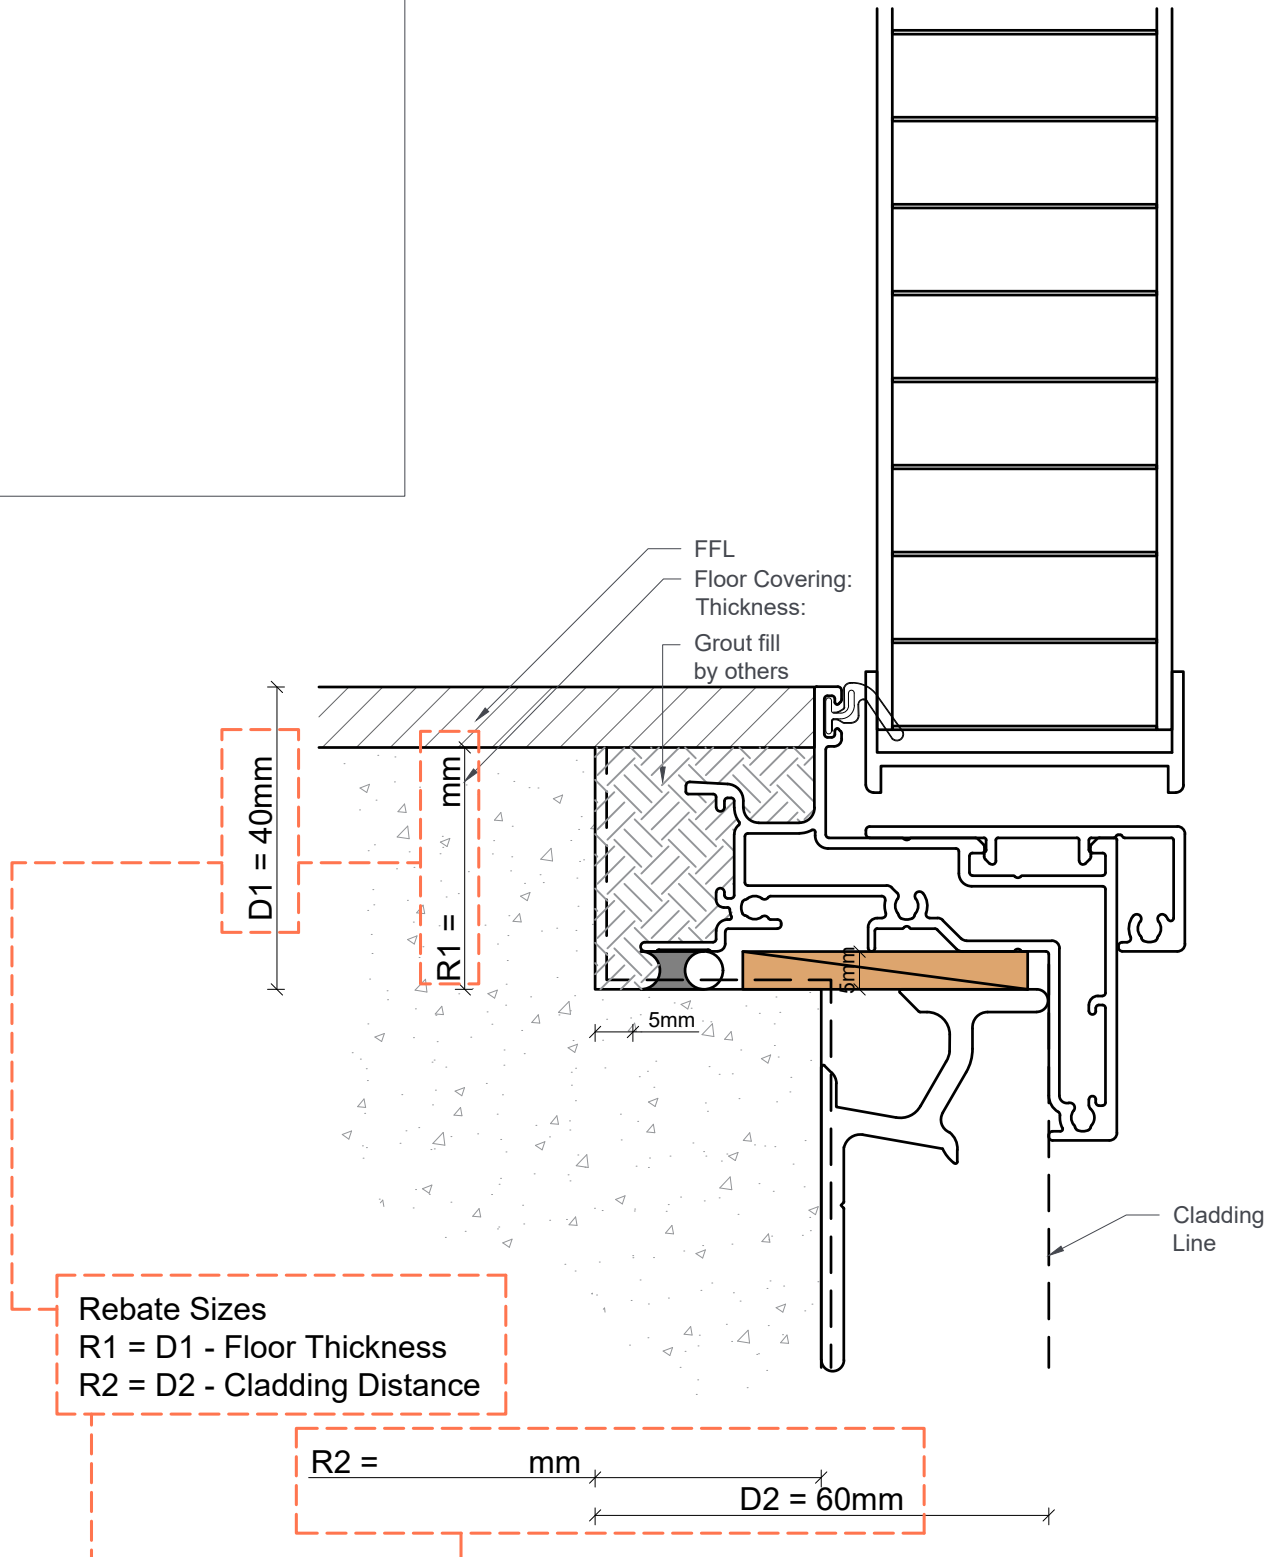 FFL
Floor Covering:
Thickness:
Grout fill
by others
D1 = 40mm
R1 = mm
5mm
5mm
Cladding
Line
Rebate Sizes
R1 = D1 - Floor Thickness
R2 = D2 - Cladding Distance
R2 = mm
D2 = 60mm